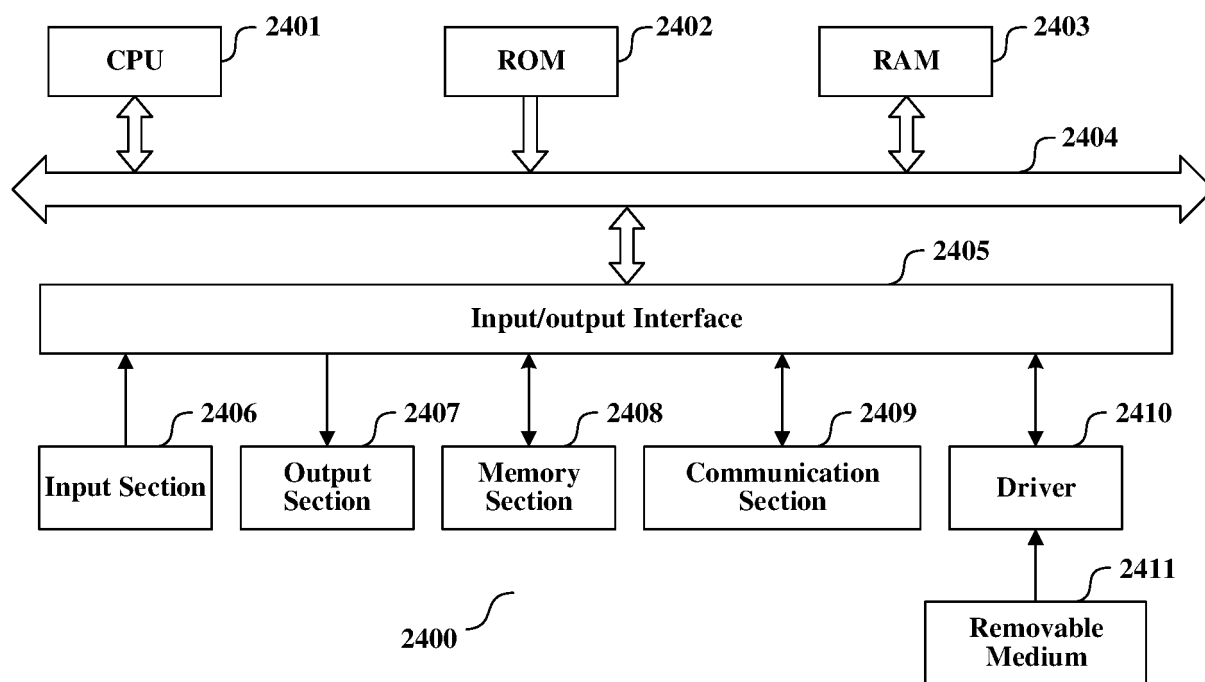 2401
2402
2403
CPU
ROM
RAM
2404
2405
Input/output Interface
2406
2407
2408
2409
2410
Input Section
Output
Section
Memory
Section
Communication
Section
Driver
2411
2400
Removable
Medium